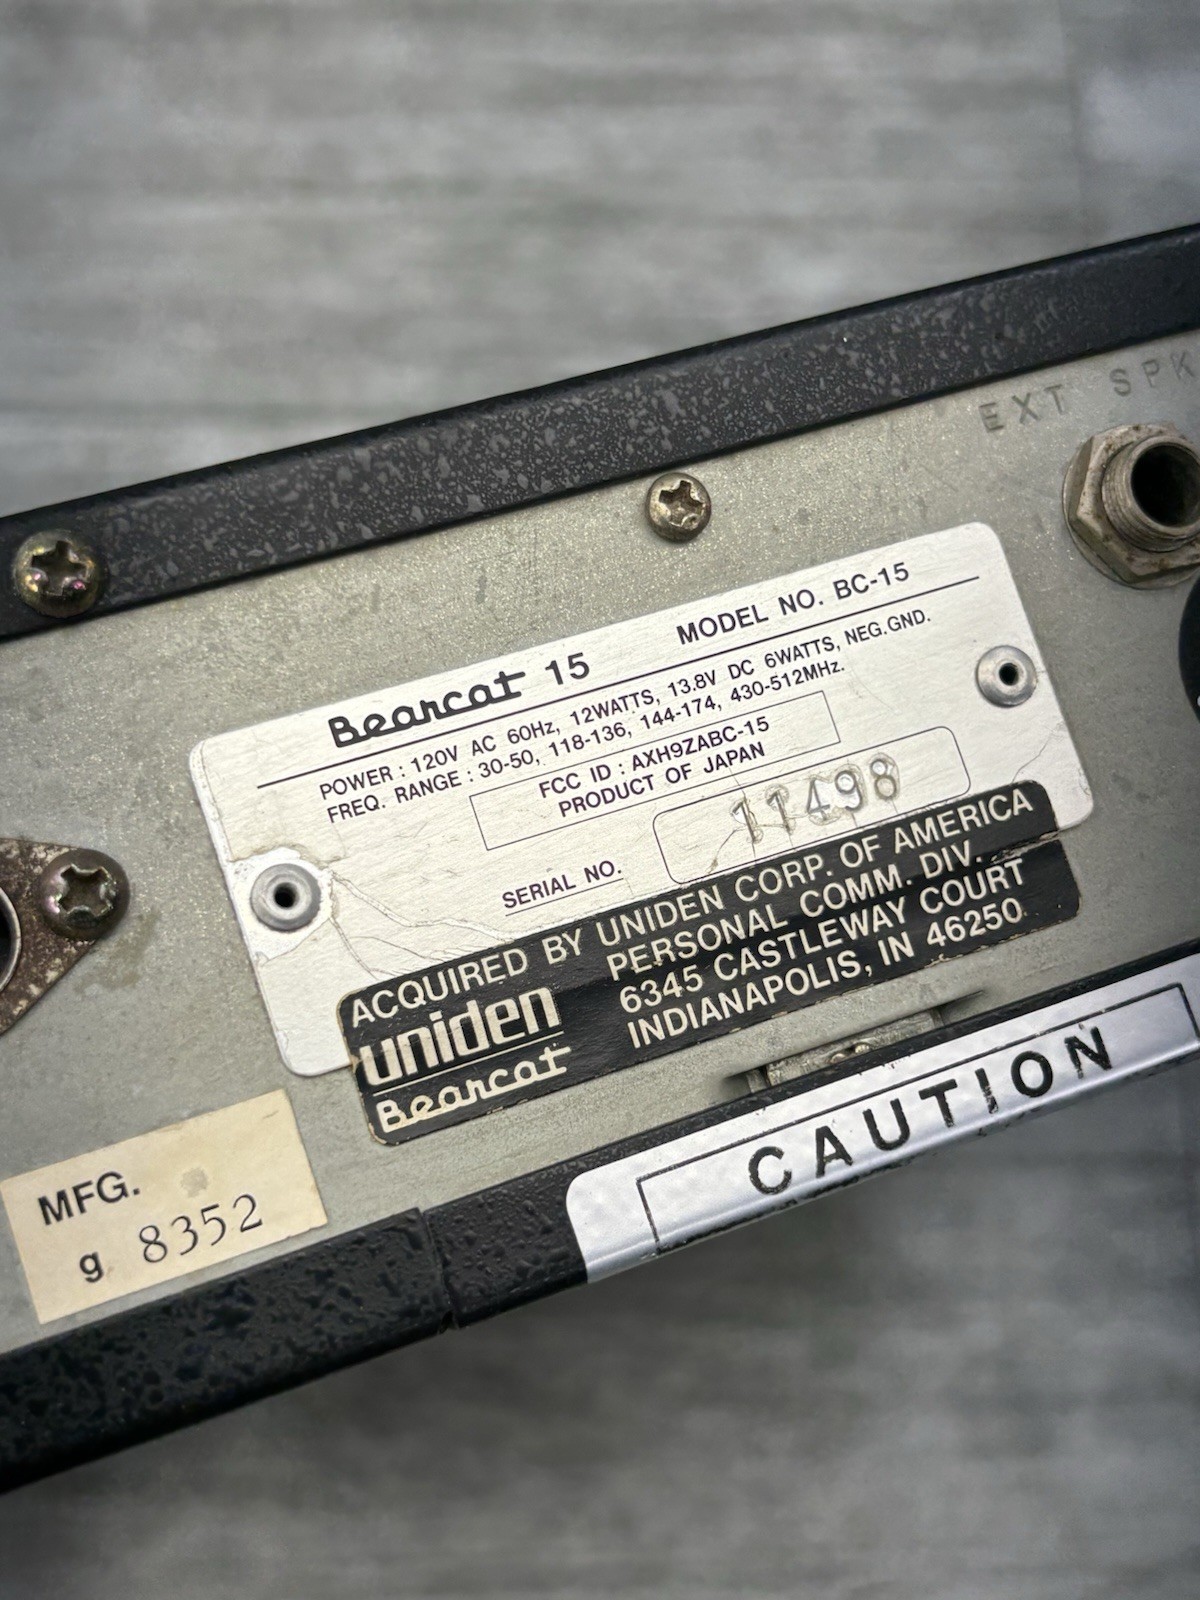 EXT SPK
Bearcat 15 MODEL NO. BC-15
POWER : 120V AC 60Hz, 12WATTS, 13.8V DC 6WATTS, NEG.GND.
FREQ. RANGE : 30-50, 118-136, 144-174, 430-512MHz.
FCC ID : AXH9ZABC-15
PRODUCT OF JAPAN
SERIAL NO. 11498
ACQUIRED BY UNIDEN CORP. OF AMERICA
PERSONAL COMM. DIV.
6345 CASTLEWAY COURT
INDIANAPOLIS, IN 46250
uniden
Bearcat
CAUTION
MFG.
g 8352